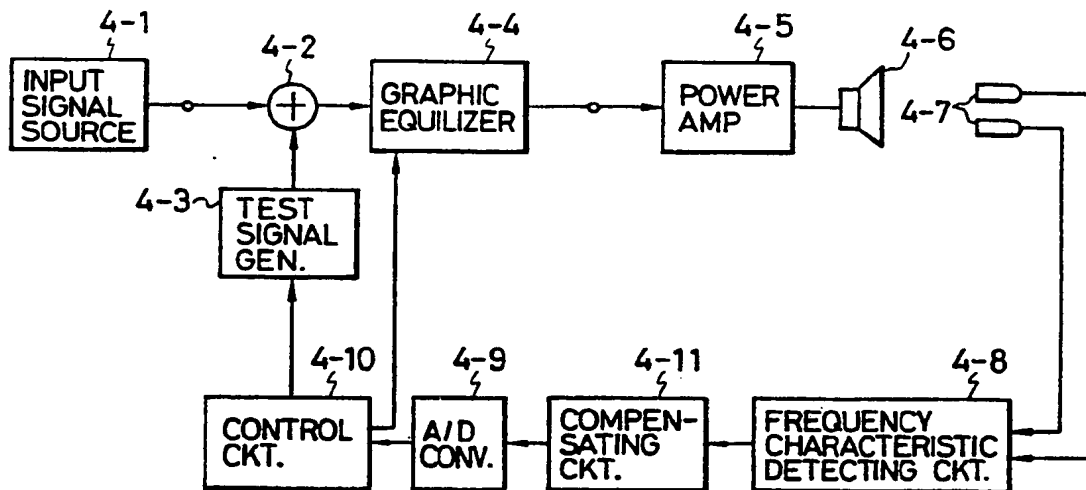 4-1
4-2
4-4
4-5
4-6
INPUT
SIGNAL
SOURCE
+
GRAPHIC
EQUILIZER
POWER
AMP
4-7
4-3
TEST
SIGNAL
GEN.
4-10
4-9
4-11
4-8
CONTROL
CKT.
A/D
CONV.
COMPEN-
SATING
CKT.
FREQUENCY
CHARACTERISTIC
DETECTING CKT.